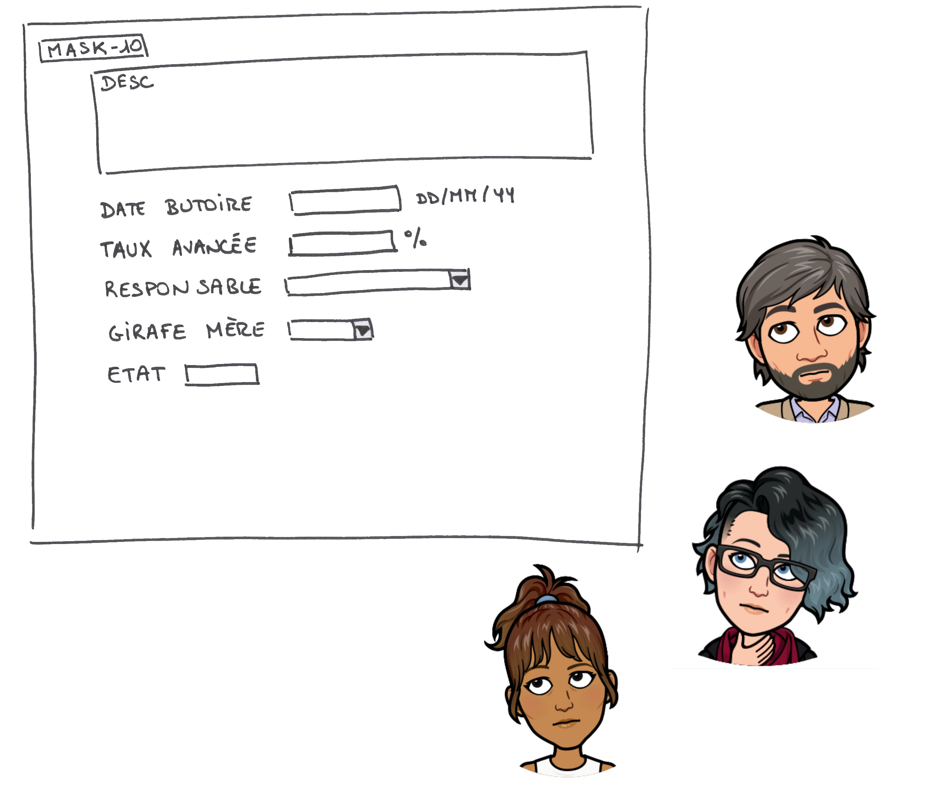 MASK-10
DESC
DATE BUTOIRE DD/MM/YY
TAUX AVANCÉE %
RESPONSABLE
GIRAFE MÈRE
ETAT